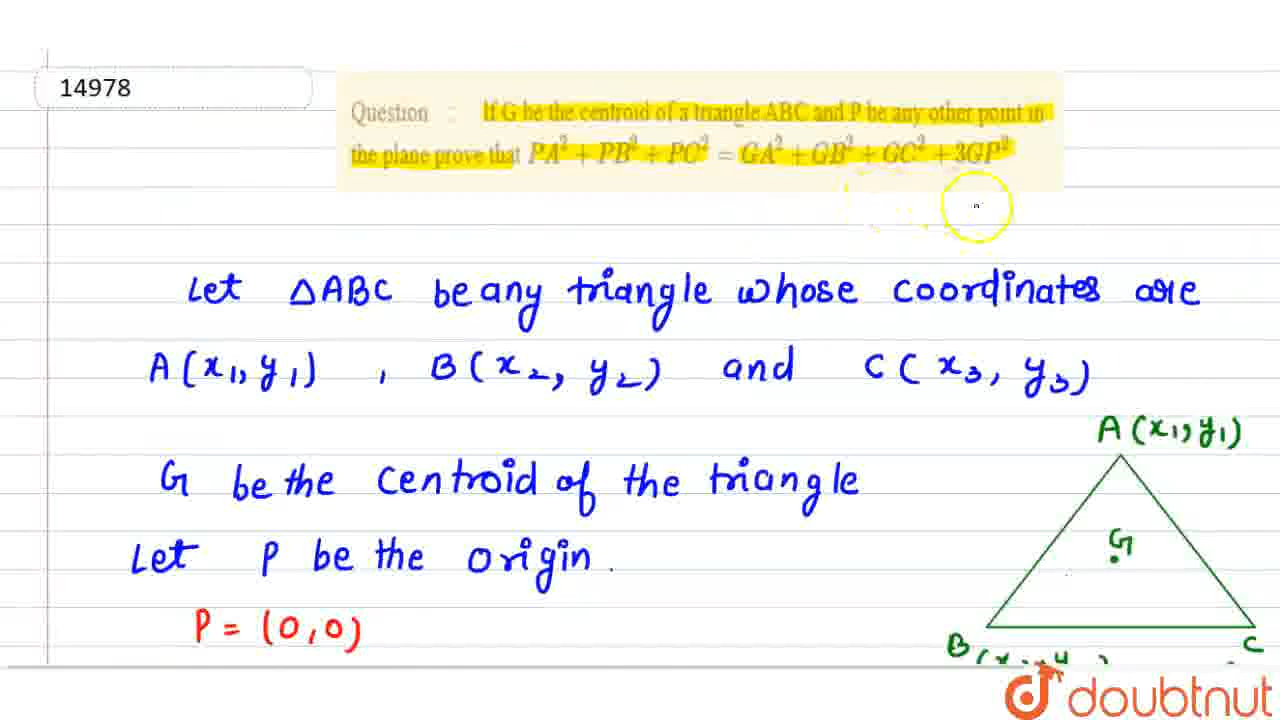 14978
Question : If G be the centroid of a triangle ABC and P be any other point in
the plane prove that PA² + PB² + PC² = GA² + GB² + GC² + 3GP²
Let △ABC be any triangle whose coordinates are
A(x₁,y₁) , B(x₂, y₂) and C(x₃, y₃)
A(x₁,y₁)
G be the centroid of the triangle
G
Let P be the origin.
P = (0,0)
B C
doubtnut